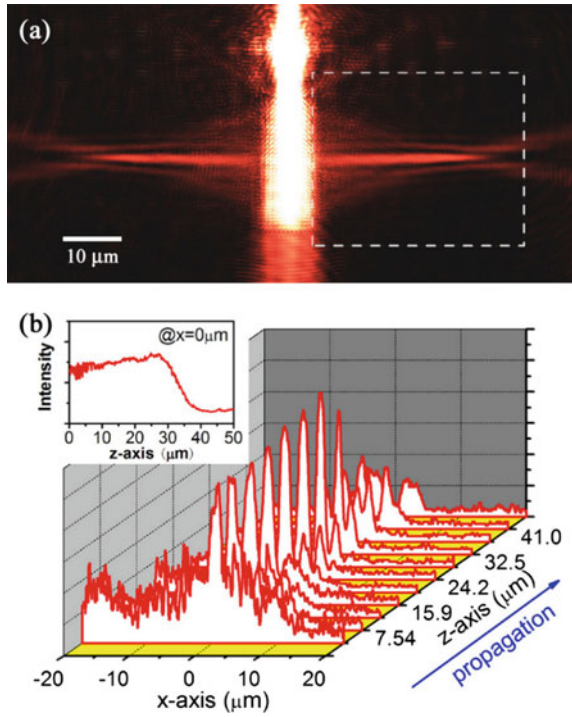 (a)
10 μm
(b)
@x=0μm
Intensity
0 10 20 30 40 50
z-axis (μm)
41.0
32.5
24.2
15.9
7.54
z-axis (μm)
propagation
-20 -10 0 10 20
x-axis (μm)